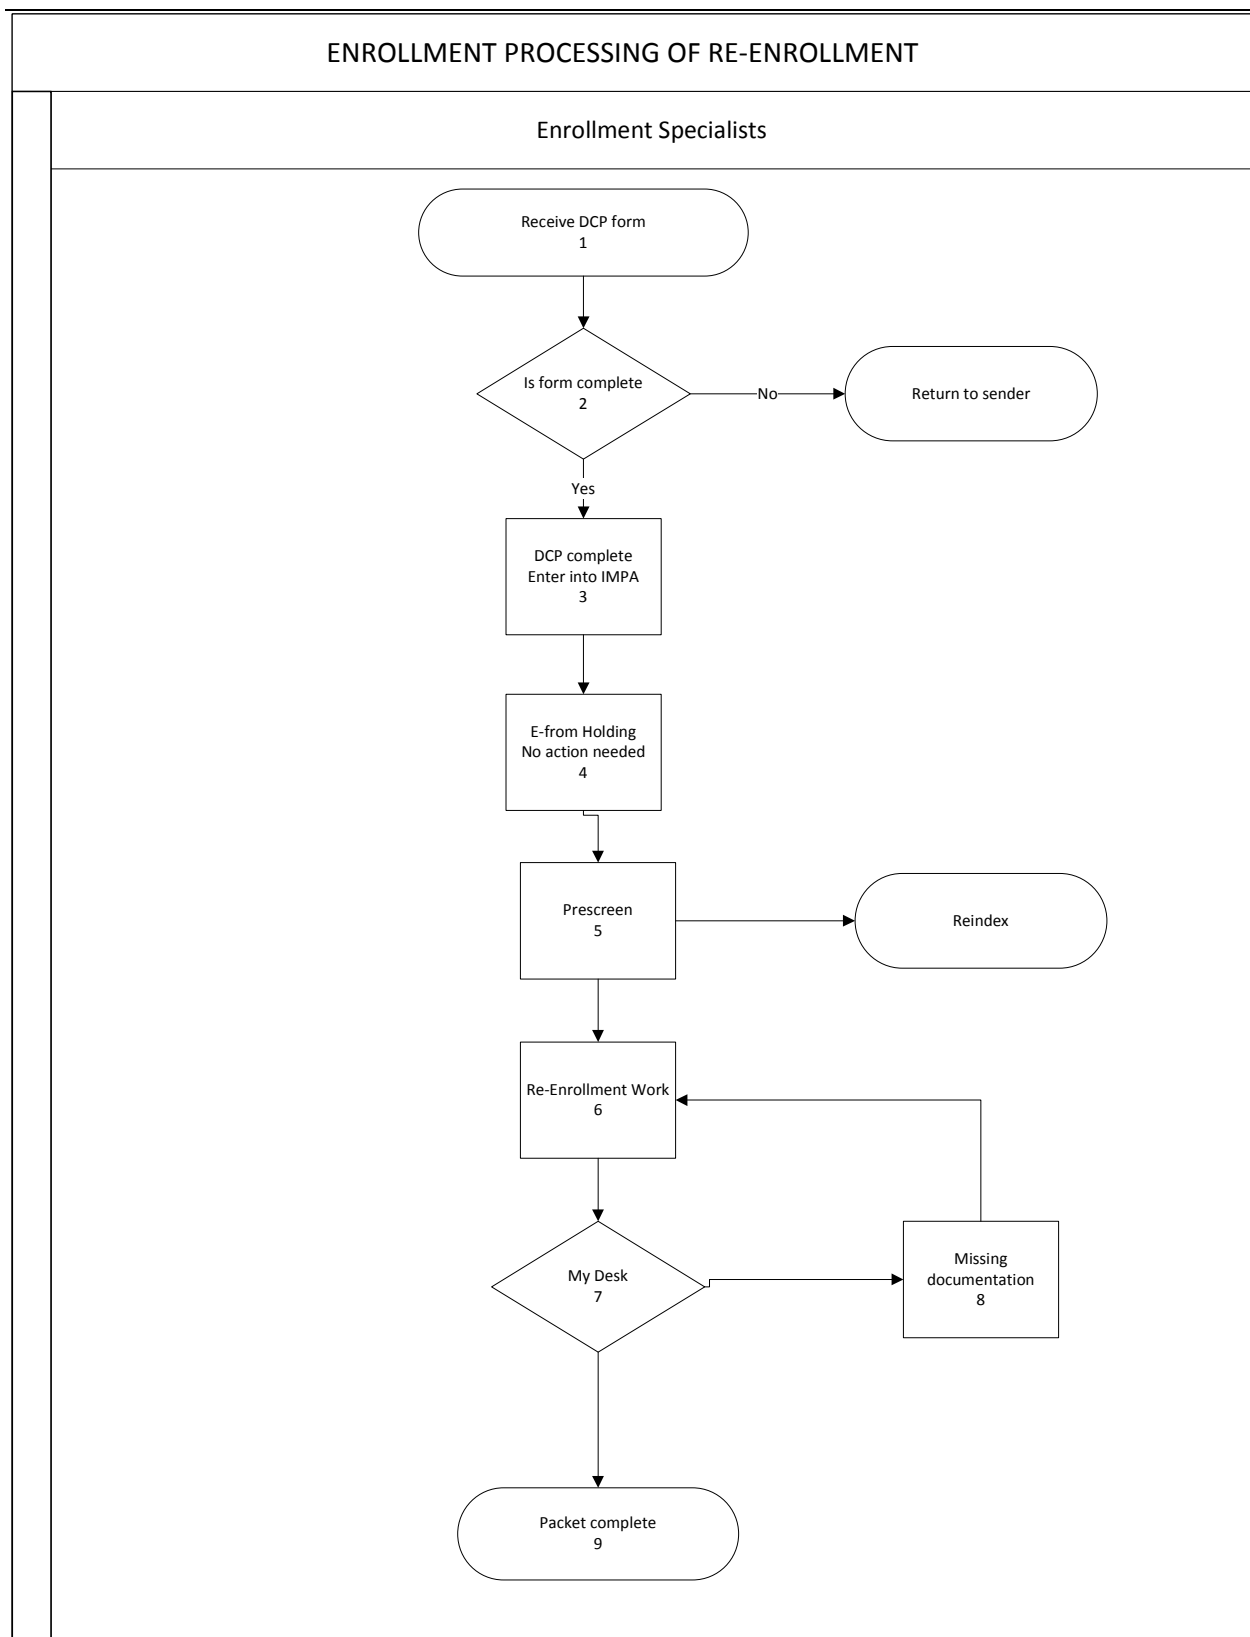 ENROLLMENT PROCESSING OF RE-ENROLLMENT
Enrollment Specialists
Receive DCP form
1
Is form complete
2
No
Return to sender
Yes
DCP complete
Enter into IMPA
3
E-from Holding
No action needed
4
Prescreen
5
Reindex
Re-Enrollment Work
6
My Desk
7
Missing
documentation
8
Packet complete
9